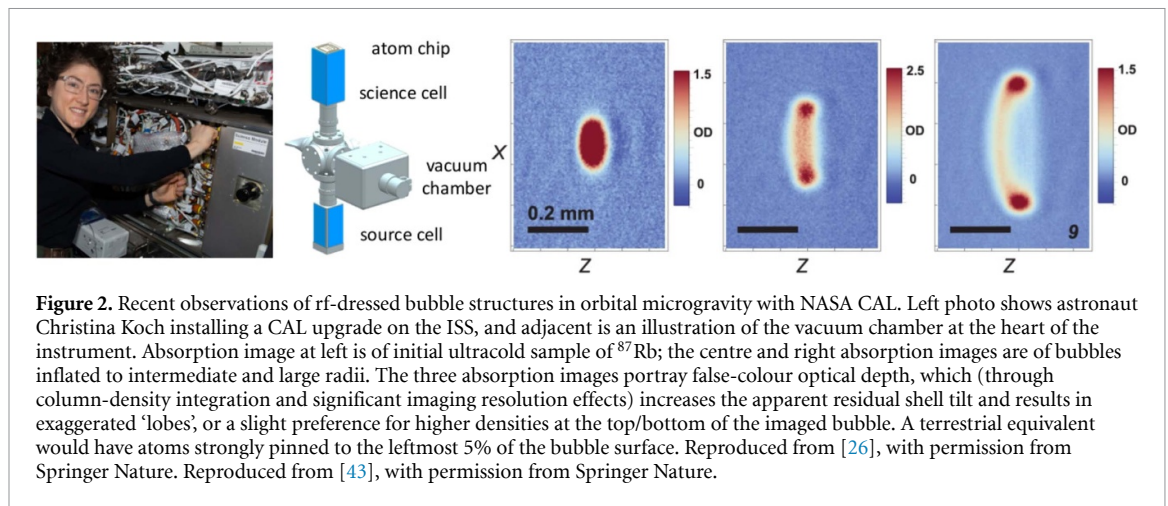 atom chip
science cell
vacuum
chamber
source cell
X
0.2 mm
Z
1.5
OD
0
Z
2.5
OD
0
Z
9
1.5
OD
0
Figure 2. Recent observations of rf-dressed bubble structures in orbital microgravity with NASA CAL. Left photo shows astronaut
Christina Koch installing a CAL upgrade on the ISS, and adjacent is an illustration of the vacuum chamber at the heart of the
instrument. Absorption image at left is of initial ultracold sample of ⁸⁷Rb; the centre and right absorption images are of bubbles
inflated to intermediate and large radii. The three absorption images portray false-colour optical depth, which (through
column-density integration and significant imaging resolution effects) increases the apparent residual shell tilt and results in
exaggerated ‘lobes’, or a slight preference for higher densities at the top/bottom of the imaged bubble. A terrestrial equivalent
would have atoms strongly pinned to the leftmost 5% of the bubble surface. Reproduced from [26], with permission from
Springer Nature. Reproduced from [43], with permission from Springer Nature.